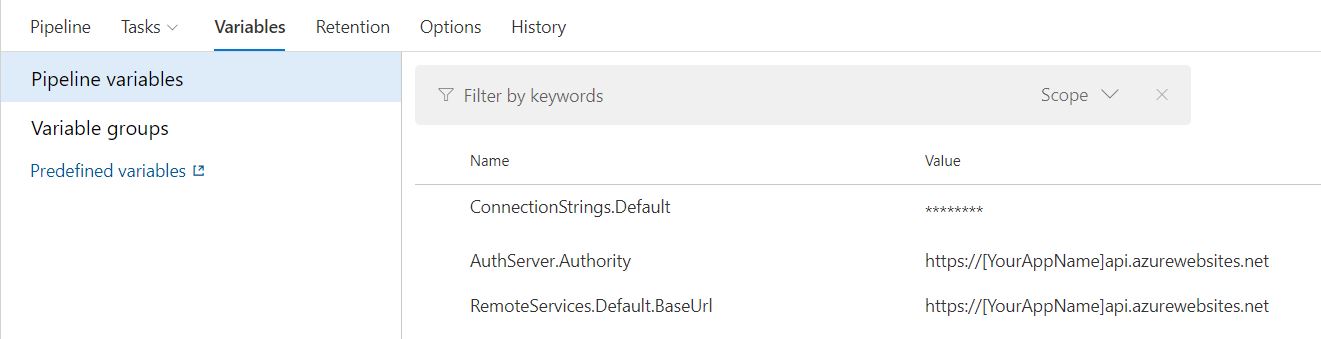 Pipeline Tasks Variables Retention Options History
Pipeline variables
Filter by keywords Scope
Variable groups
Predefined variables
Name Value
ConnectionStrings.Default ********
AuthServer.Authority https://[YourAppName]api.azurewebsites.net
RemoteServices.Default.BaseUrl https://[YourAppName]api.azurewebsites.net